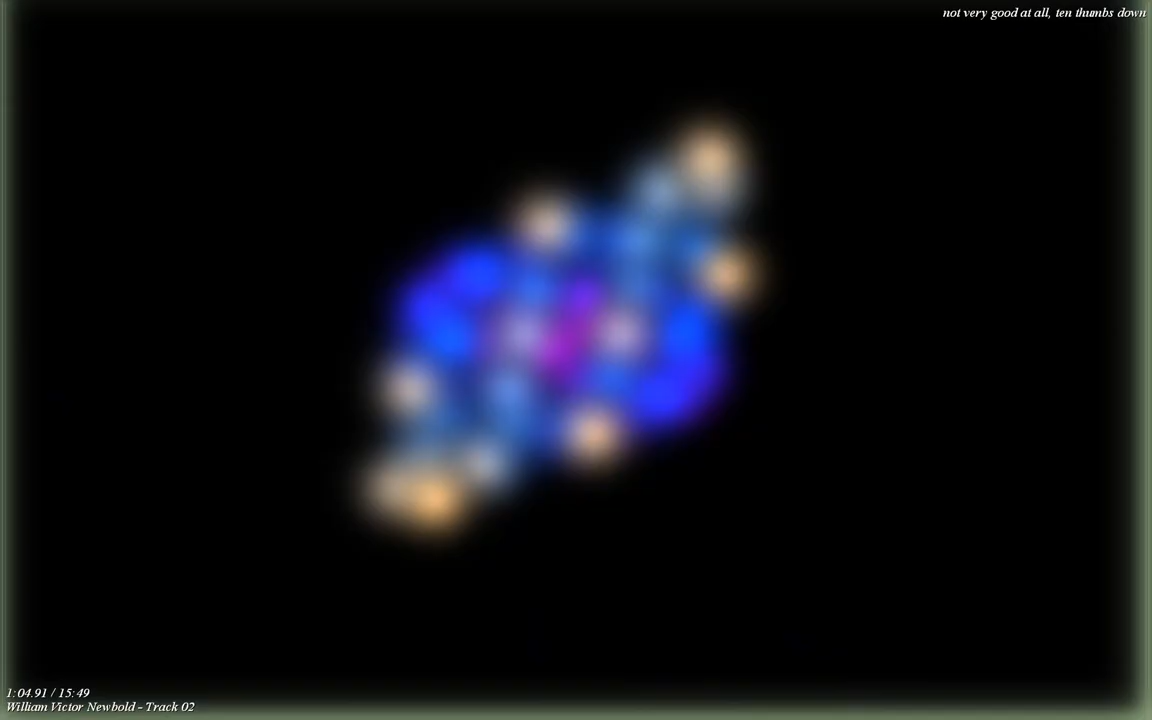 not very good at all, ten thumbs down
1:04.91 / 15:49
William Victor Newbold - Track 02